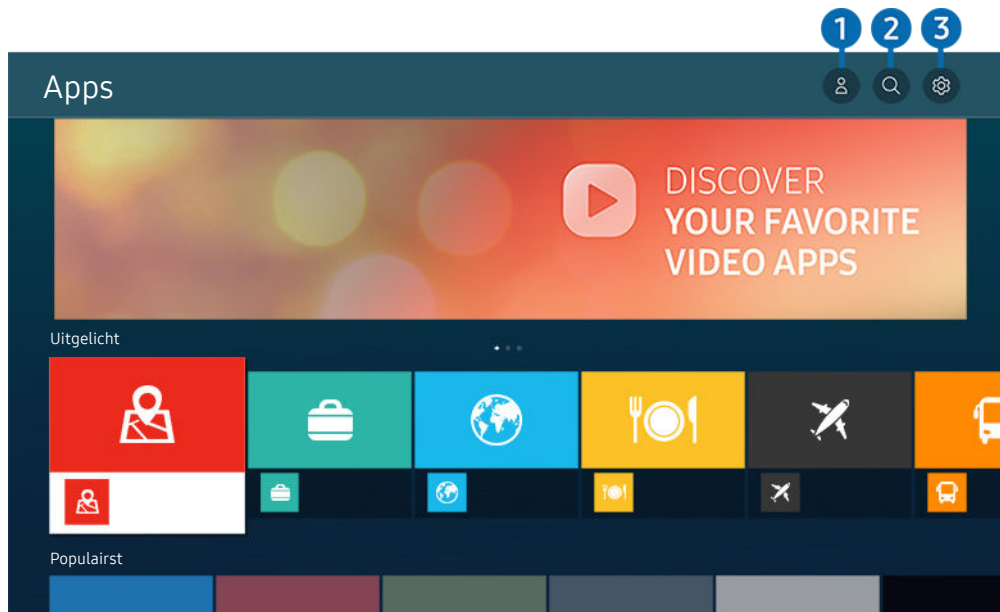 1 2 3
Apps
DISCOVER
YOUR FAVORITE
VIDEO APPS
Uitgelicht
Populairst